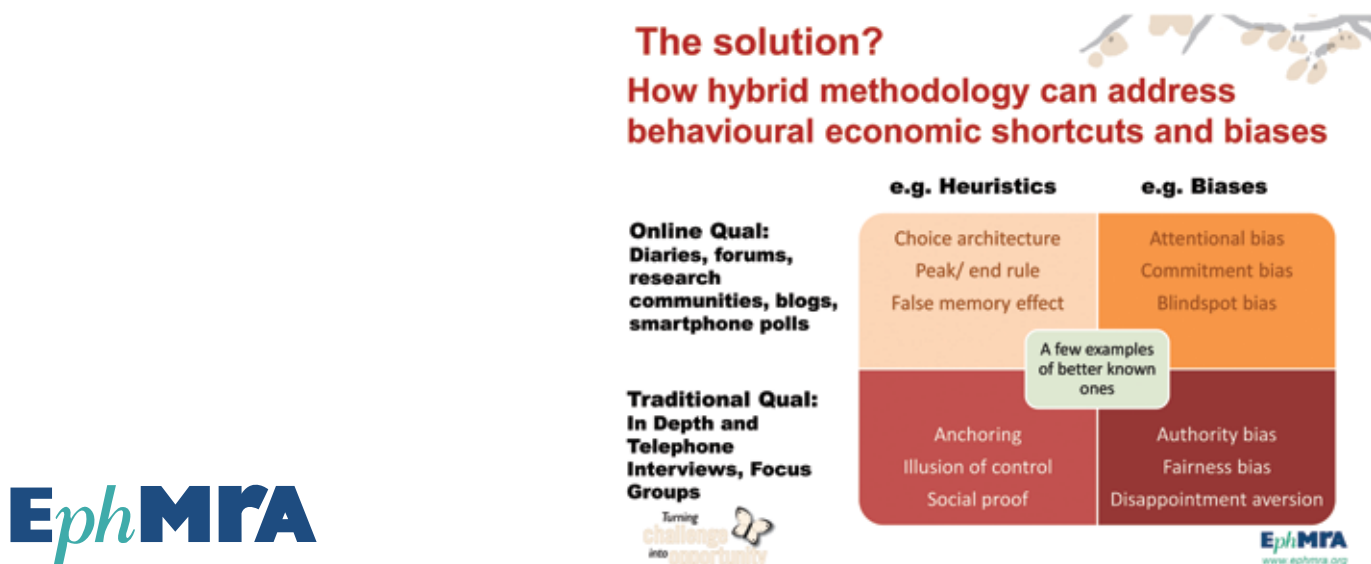 The solution?
How hybrid methodology can address
behavioural economic shortcuts and biases
e.g. Heuristics
e.g. Biases
Online Qual:
Diaries, forums,
research
communities, blogs,
smartphone polls
Choice architecture
Peak/ end rule
False memory effect
Attentional bias
Commitment bias
Blindspot bias
A few examples
of better known
ones
Traditional Qual:
In Depth and
Telephone
Interviews, Focus
Groups
Anchoring
Illusion of control
Social proof
Authority bias
Fairness bias
Disappointment aversion
Turning
challenge
into opportunity
EphMRA
EphMRA
www.ephmra.org